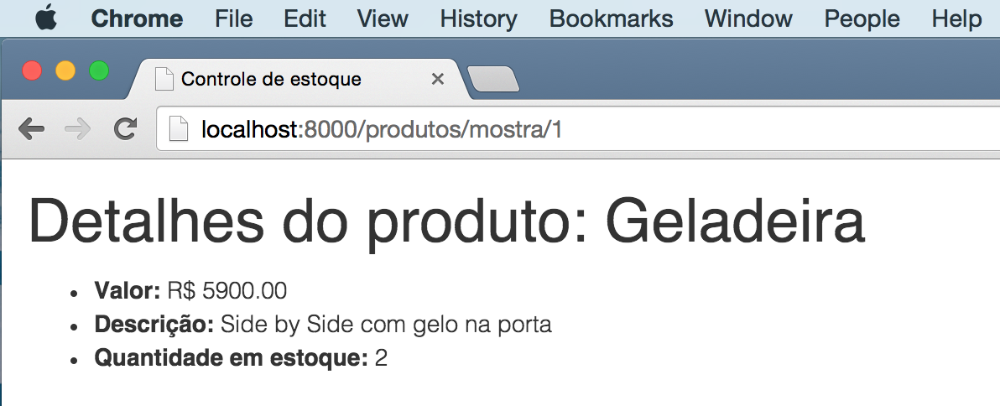 Chrome File Edit View History Bookmarks Window People Help
Controle de estoque
localhost:8000/produtos/mostra/1
Detalhes do produto: Geladeira
Valor: R$ 5900.00
Descrição: Side by Side com gelo na porta
Quantidade em estoque: 2